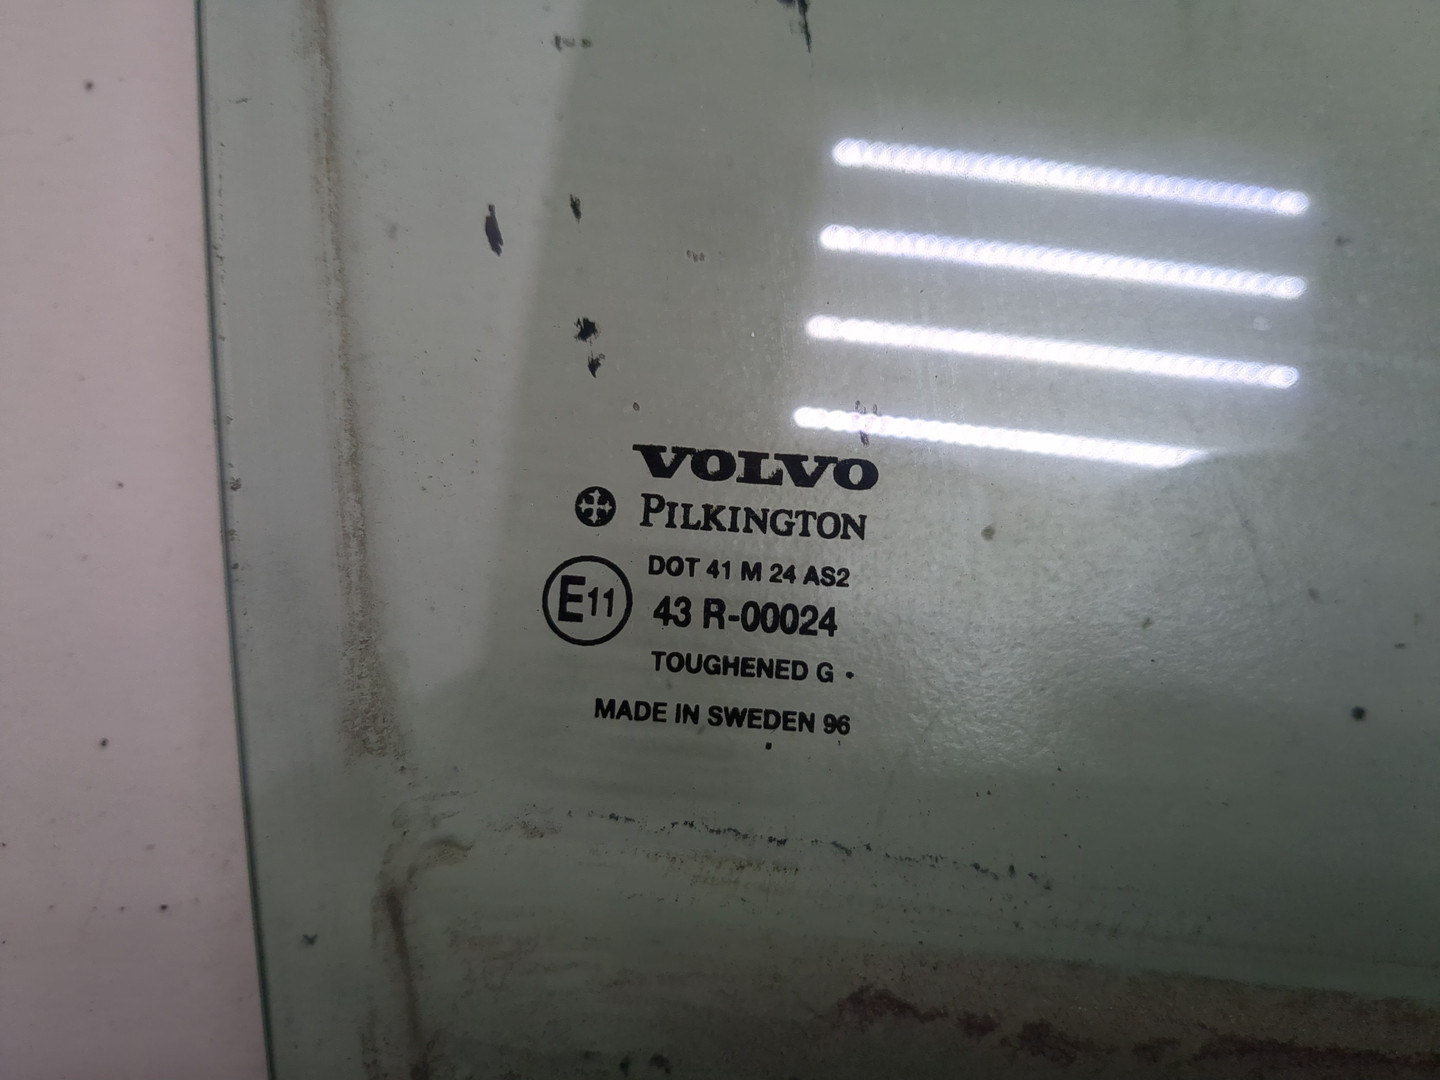 VOLVO
PILKINGTON
DOT 41 M 24 AS2
E11 43 R-00024
TOUGHENED G •
MADE IN SWEDEN 96